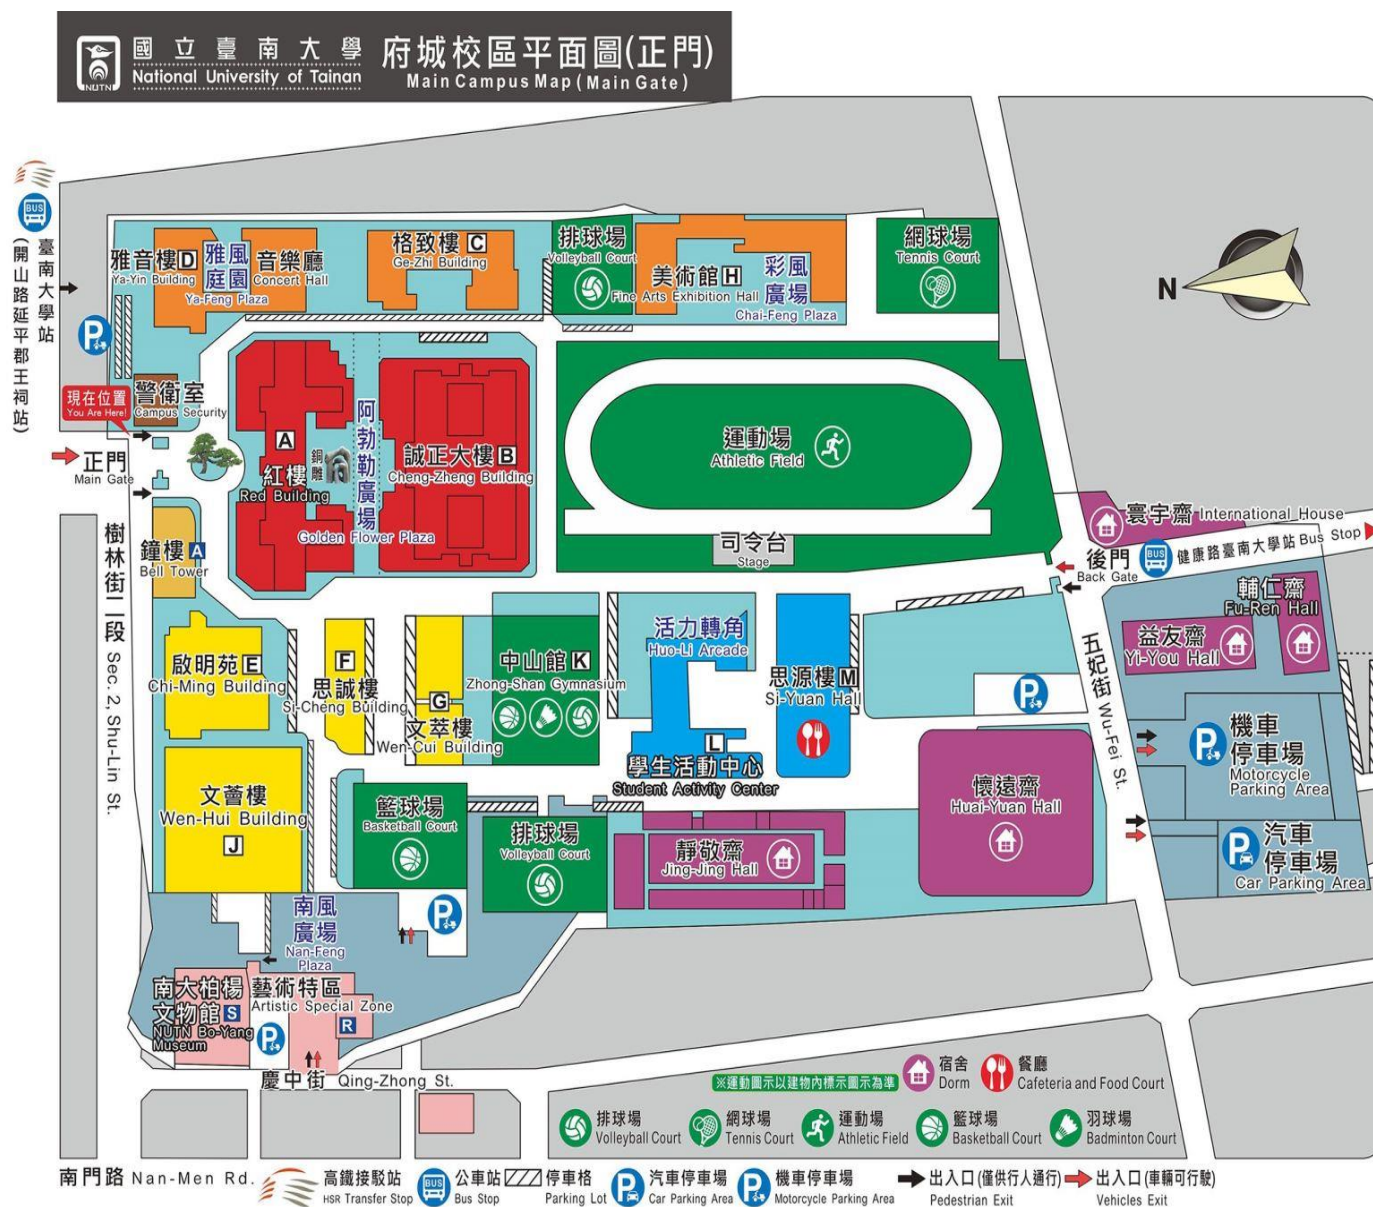 國立臺南大學
National University of Tainan
NUTN
府城校區平面圖(正門)
Main Campus Map (Main Gate)
BUS
臺南大學站
(開山路延平郡王祠站)
雅音樓 D
Ya-Yin Building
雅風庭園
Ya-Feng Plaza
音樂廳
Concert Hall
格致樓 C
Ge-Zhi Building
排球場
Volleyball Court
美術館 H
Fine Arts Exhibition Hall
彩風廣場
Chai-Feng Plaza
網球場
Tennis Court
N
P
現在位置
You Are Here!
警衛室
Campus Security
正門
Main Gate
A
紅樓
Red Building
銅雕
阿勃勒廣場
Golden Flower Plaza
誠正大樓 B
Cheng-Zheng Building
運動場
Athletic Field
司令台
Stage
寰宇齋 International House
後門
Back Gate
BUS
健康路臺南大學站 Bus Stop
鐘樓 A
Bell Tower
樹林街二段 Sec. 2, Shu-Lin St.
啟明苑 E
Chi-Ming Building
F
思誠樓
Si-Cheng Building
G
文萃樓
Wen-Cui Building
中山館 K
Zhong-Shan Gymnasium
活力轉角
Huo-Li Arcade
L
學生活動中心
Student Activity Center
思源樓 M
Si-Yuan Hall
P
五妃街 Wu-Fei St.
益友齋
Yi-You Hall
輔仁齋
Fu-Ren Hall
P
機車停車場
Motorcycle Parking Area
P
汽車停車場
Car Parking Area
文薈樓
Wen-Hui Building
J
籃球場
Basketball Court
排球場
Volleyball Court
靜敬齋
Jing-Jing Hall
懷遠齋
Huai-Yuan Hall
P
南風廣場
Nan-Feng Plaza
南大柏楊文物館 S
NUTN Bo-Yang Museum
藝術特區
Artistic Special Zone
R
P
慶中街 Qing-Zhong St.
※運動圖示以建物內標示圖示為準
宿舍
Dorm
餐廳
Cafeteria and Food Court
排球場
Volleyball Court
網球場
Tennis Court
運動場
Athletic Field
籃球場
Basketball Court
羽球場
Badminton Court
南門路 Nan-Men Rd.
高鐵接駁站
HSR Transfer Stop
BUS
公車站
Bus Stop
停車格
Parking Lot
P
汽車停車場
Car Parking Area
P
機車停車場
Motorcycle Parking Area
出入口(僅供行人通行)
Pedestrian Exit
出入口(車輛可行駛)
Vehicles Exit